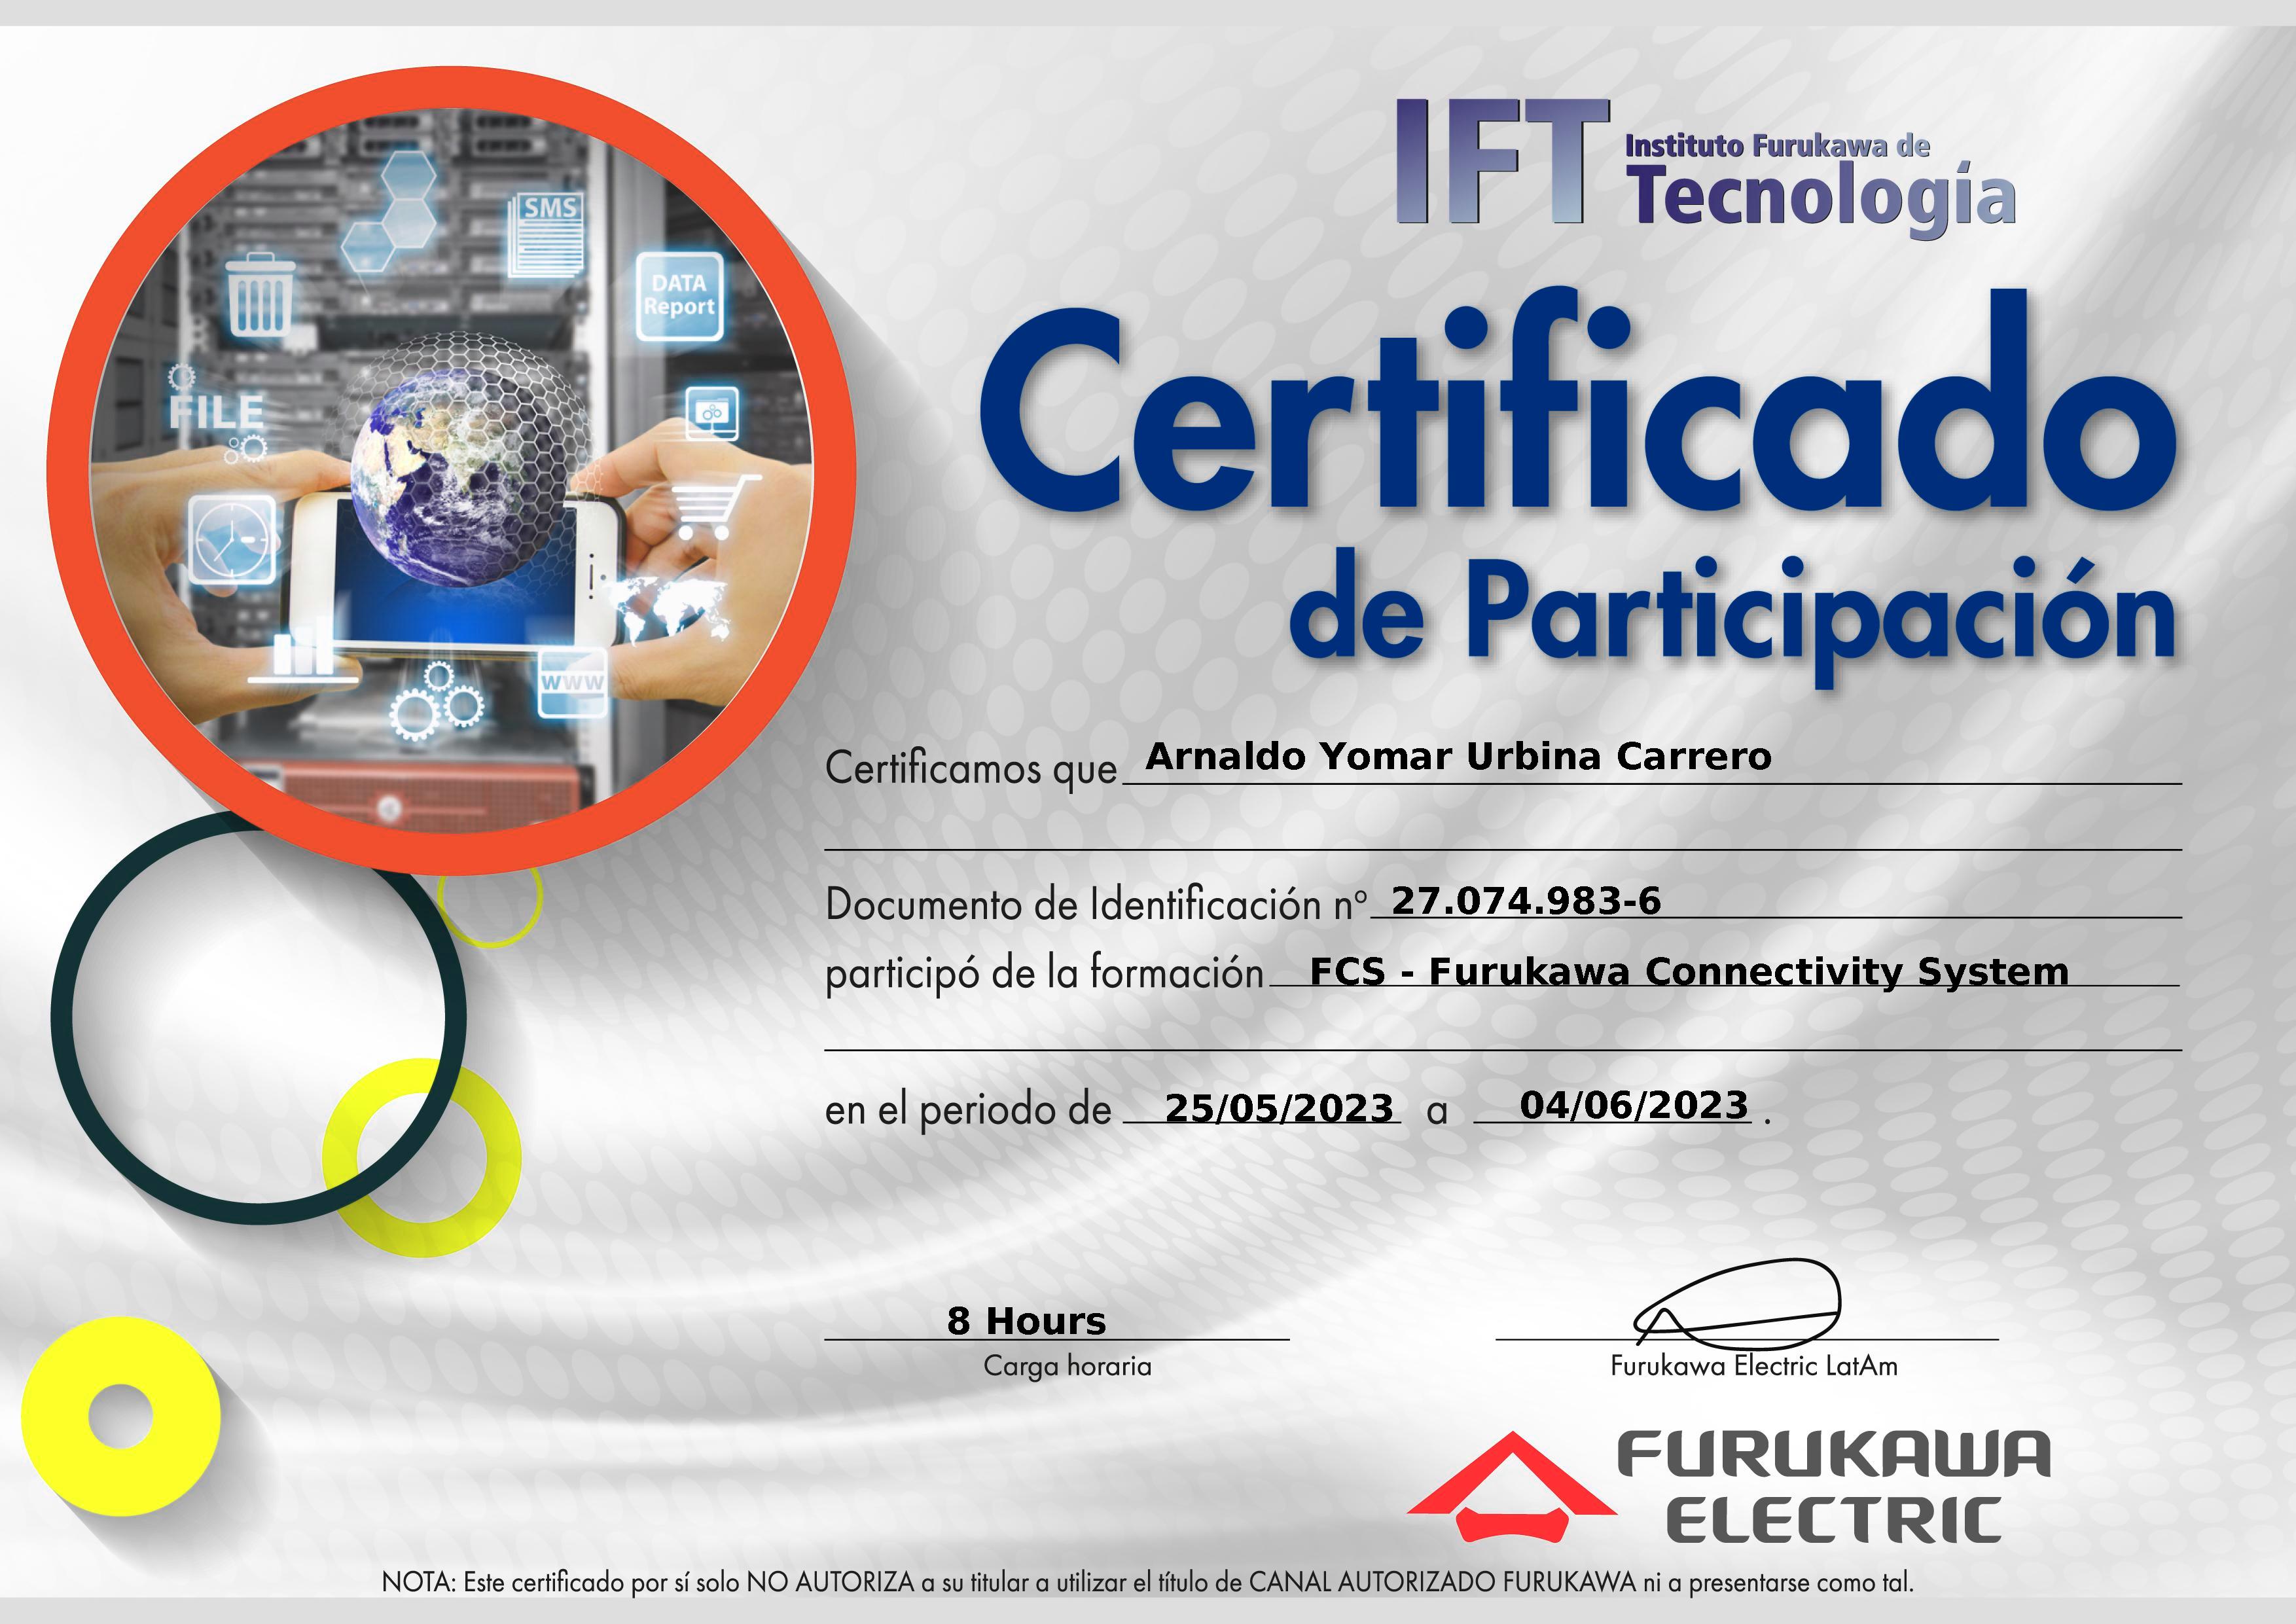 IFT Instituto Furukawa de
Tecnología
Certificado
de Participación
SMS
DATA
Report
FILE
www
Certificamos que Arnaldo Yomar Urbina Carrero
Documento de Identificación nº 27.074.983-6
participó de la formación FCS - Furukawa Connectivity System
en el periodo de 25/05/2023 a 04/06/2023 .
8 Hours
Carga horaria
Furukawa Electric LatAm
FURUKAWA
ELECTRIC
NOTA: Este certificado por sí solo NO AUTORIZA a su titular a utilizar el título de CANAL AUTORIZADO FURUKAWA ni a presentarse como tal.